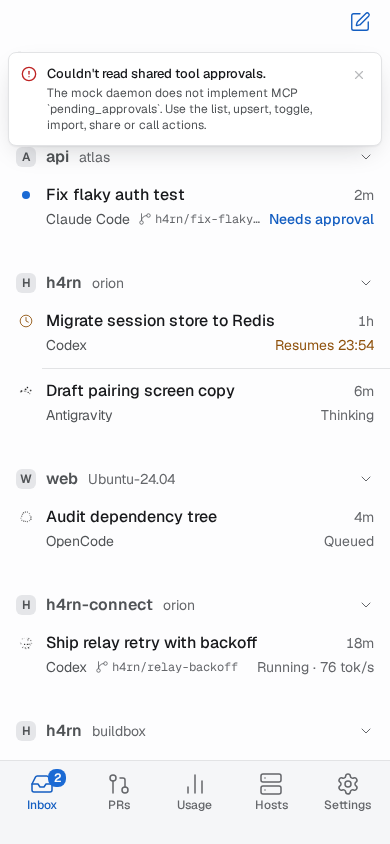 Couldn't read shared tool approvals.
The mock daemon does not implement MCP
`pending_approvals`. Use the list, upsert, toggle,
import, share or call actions.
A api atlas
Fix flaky auth test 2m
Claude Code h4rn/fix-flaky… Needs approval
H h4rn orion
Migrate session store to Redis 1h
Codex Resumes 23:54
Draft pairing screen copy 6m
Antigravity Thinking
W web Ubuntu-24.04
Audit dependency tree 4m
OpenCode Queued
H h4rn-connect orion
Ship relay retry with backoff 18m
Codex h4rn/relay-backoff Running · 76 tok/s
H h4rn buildbox
2
Inbox PRs Usage Hosts Settings